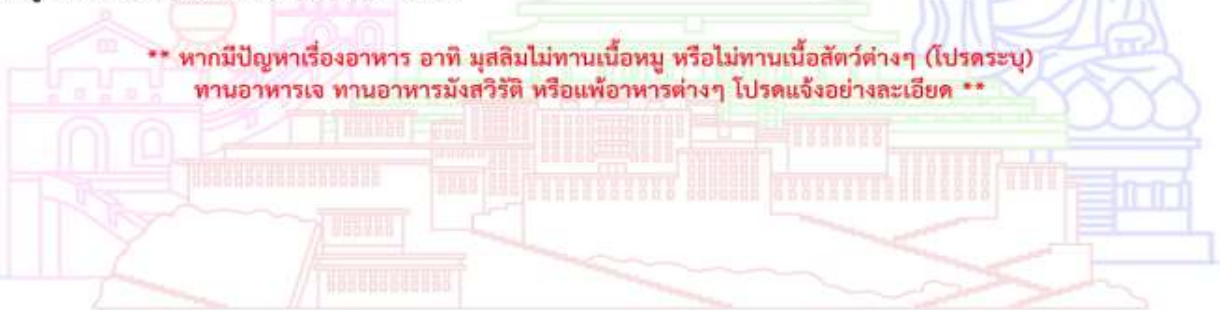 ** หากมีปัญหาเรื่องอาหาร อาทิ มุสลิมไม่ทานเนื้อหมู หรือไม่ทานเนื้อสัตว์ต่างๆ (โปรดระบุ)
ทานอาหารเจ ทานอาหารมังสวิรัติ หรือแพ้อาหารต่างๆ โปรดแจ้งอย่างละเอียด **